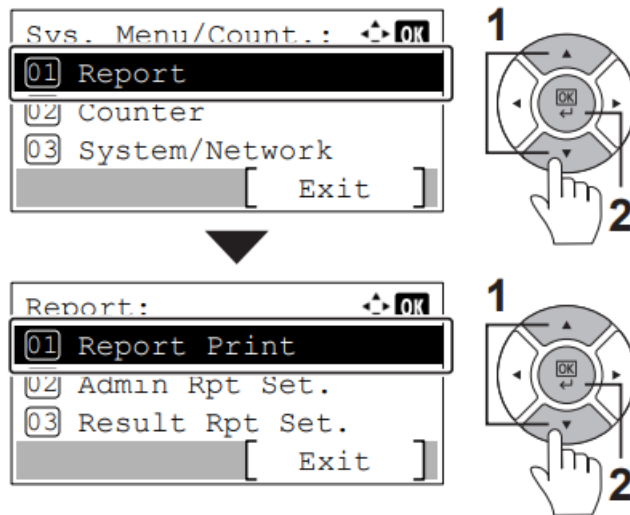 Sys. Menu/Count.: OK
01 Report
02 Counter
03 System/Network
[ Exit ]
1
OK
2
Report: OK
01 Report Print
02 Admin Rpt Set.
03 Result Rpt Set.
[ Exit ]
1
OK
2